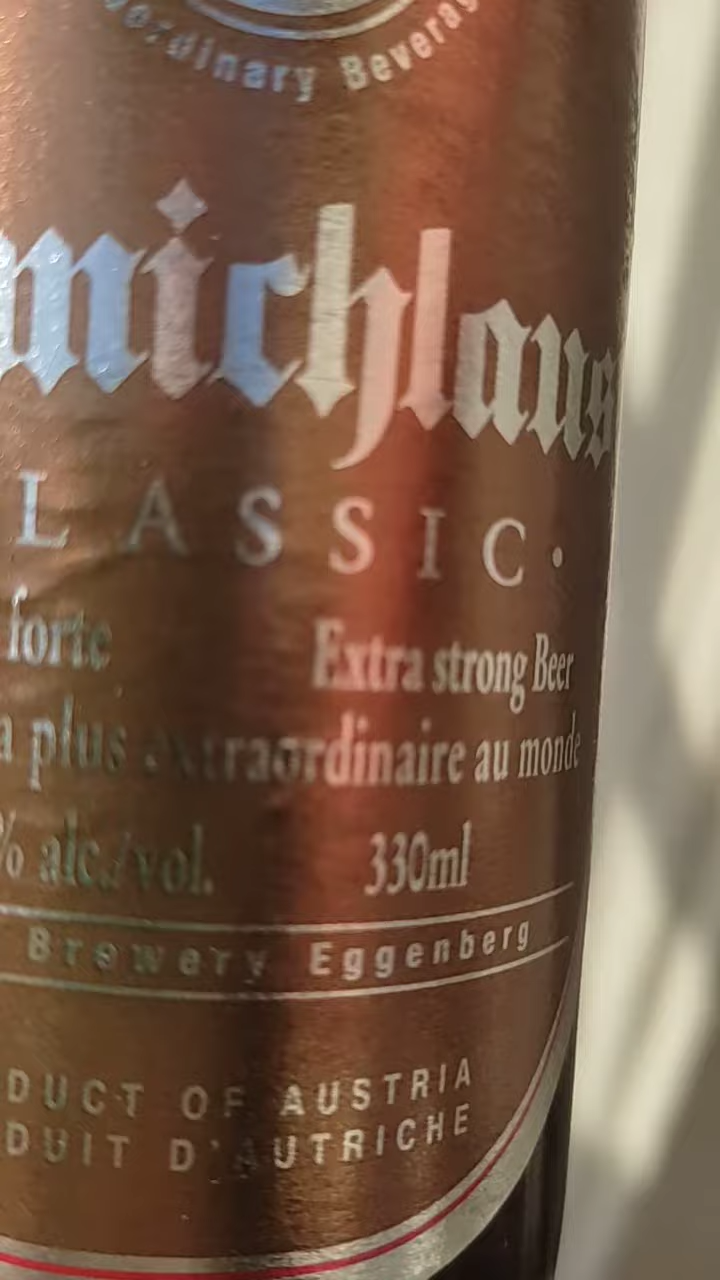 ordinary Beverag
michlaus
LASSIC·
forte Extra strong Beer
a plus extraordinaire au monde
% alc./vol. 330ml
Brewery Eggenberg
DUCT OF AUSTRIA
DUIT D'AUTRICHE